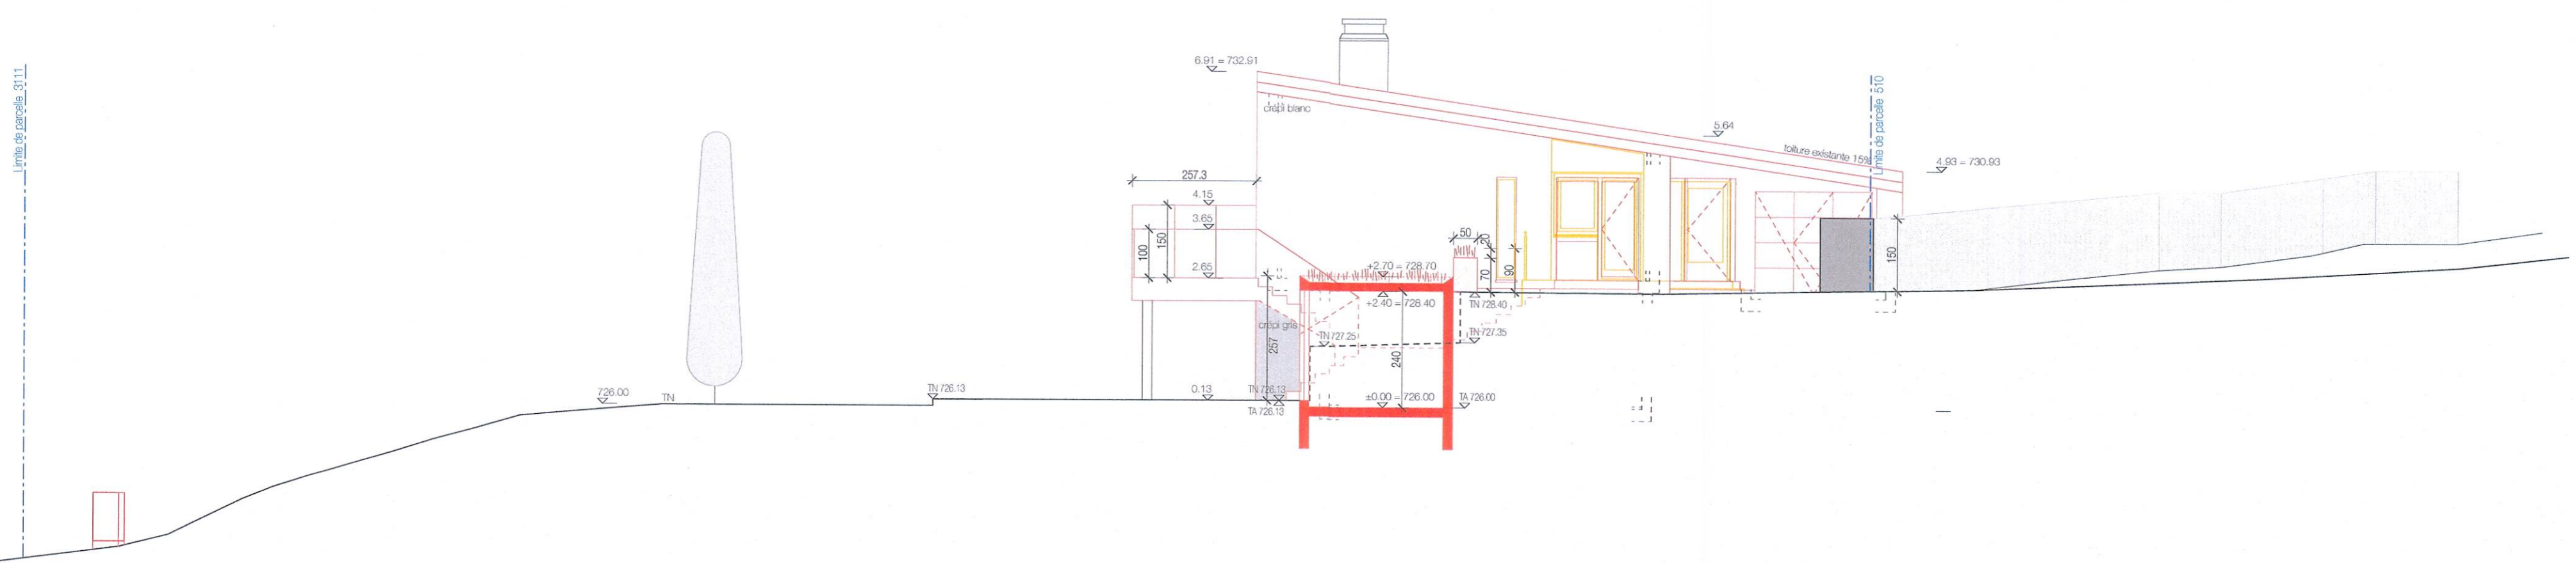 Limite de parcelle 3111
6.91 = 732.91
crépi blanc
5.64
Limite de parcelle 510
toiture existante 15%
4.93 = 730.93
257.3
4.15
3.65
2.65
100
150
50
20
70
90
150
+2.70 = 728.70
+2.40 = 728.40
TN 728.40
crépi gris
257
TN 727.25
TN 727.35
240
726.00
TN
TN 726.13
0.13
TN 726.13
TA 726.13
±0.00 = 726.00
TA 726.00